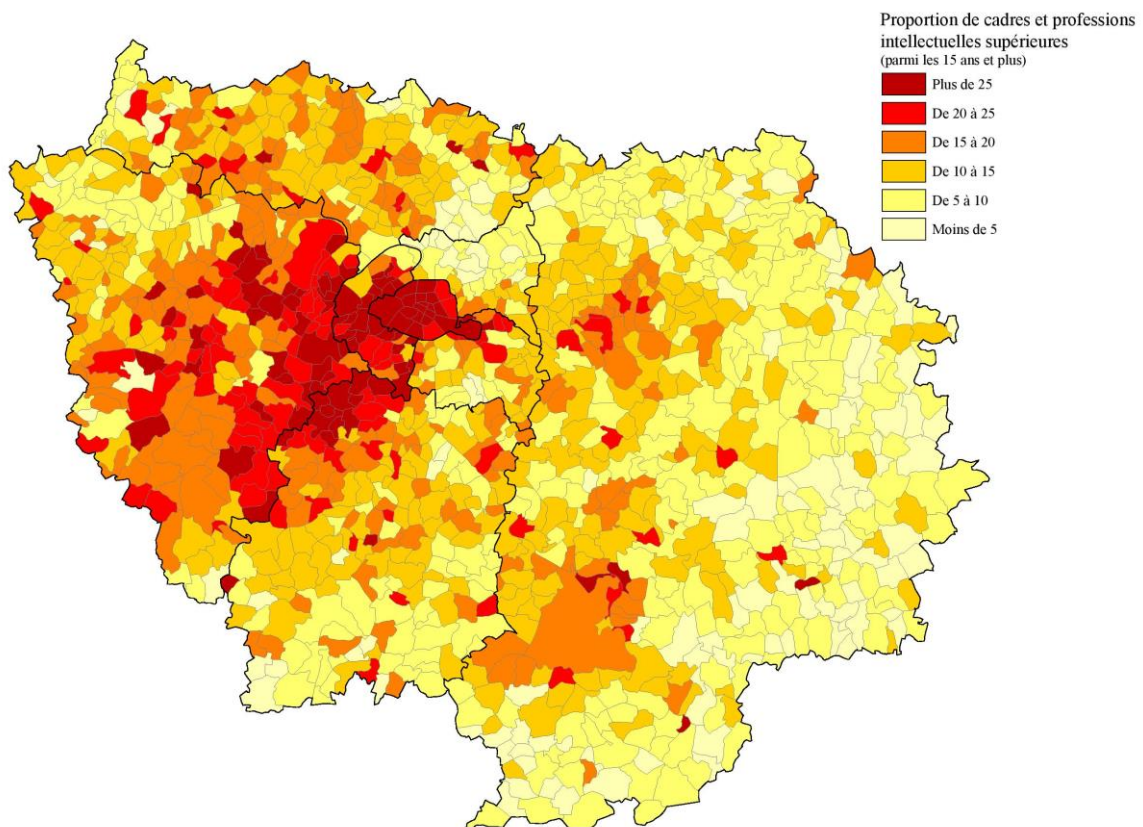 Proportion de cadres et professions
intellectuelles supérieures
(parmi les 15 ans et plus)
Plus de 25
De 20 à 25
De 15 à 20
De 10 à 15
De 5 à 10
Moins de 5